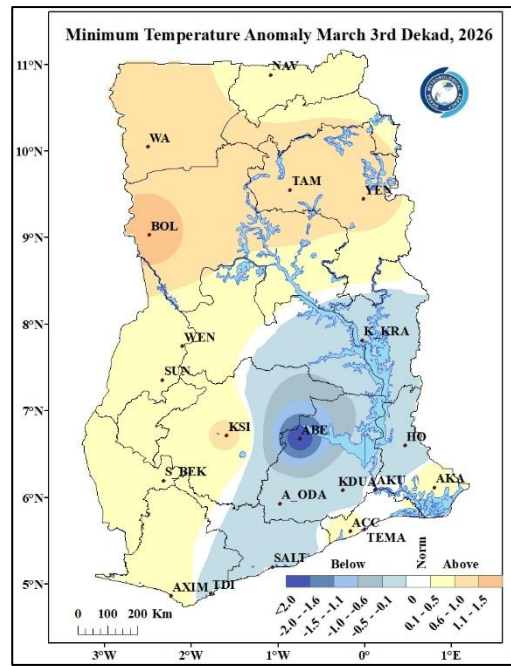 Minimum Temperature Anomaly March 3rd Dekad, 2026
11°N
10°N
9°N
8°N
7°N
6°N
5°N
NAV
WA
TAM
YEN
BOL
K_KRA
WEN
SUN
KSI
ABE
HO
S_BEK
KDUA
AKU
AKA
A_ODA
ACC
TEMA
SALT
AXIM
TDI
Below
Norm
Above
<2.0
-2.0 - -1.6
-1.5 - -1.1
-1.0 - -0.6
-0.5 - -0.1
0
0.1 - 0.5
0.6 - 1.0
1.1 - 1.5
0 50 100 200 Km
3°W
2°W
1°W
0°
1°E